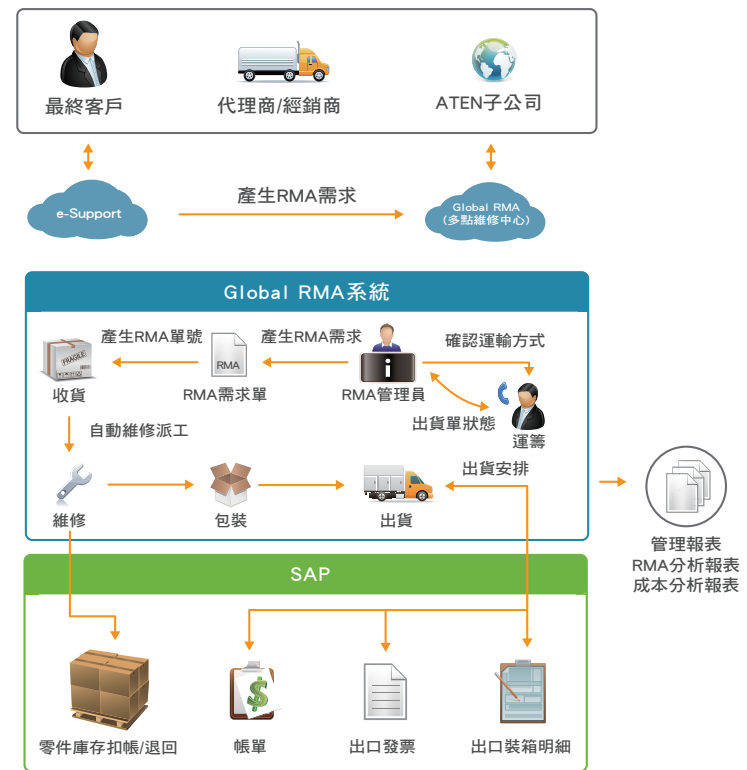 最終客戶
代理商/經銷商
ATEN子公司
e-Support
產生RMA需求
Global RMA
(多點維修中心)
Global RMA系統
產生RMA單號
產生RMA需求
確認運輸方式
FRAGILE
RMA
收貨
RMA需求單
RMA管理員
出貨單狀態
運籌
自動維修派工
出貨安排
維修
包裝
出貨
管理報表
RMA分析報表
成本分析報表
SAP
零件庫存扣帳/退回
帳單
出口發票
出口裝箱明細